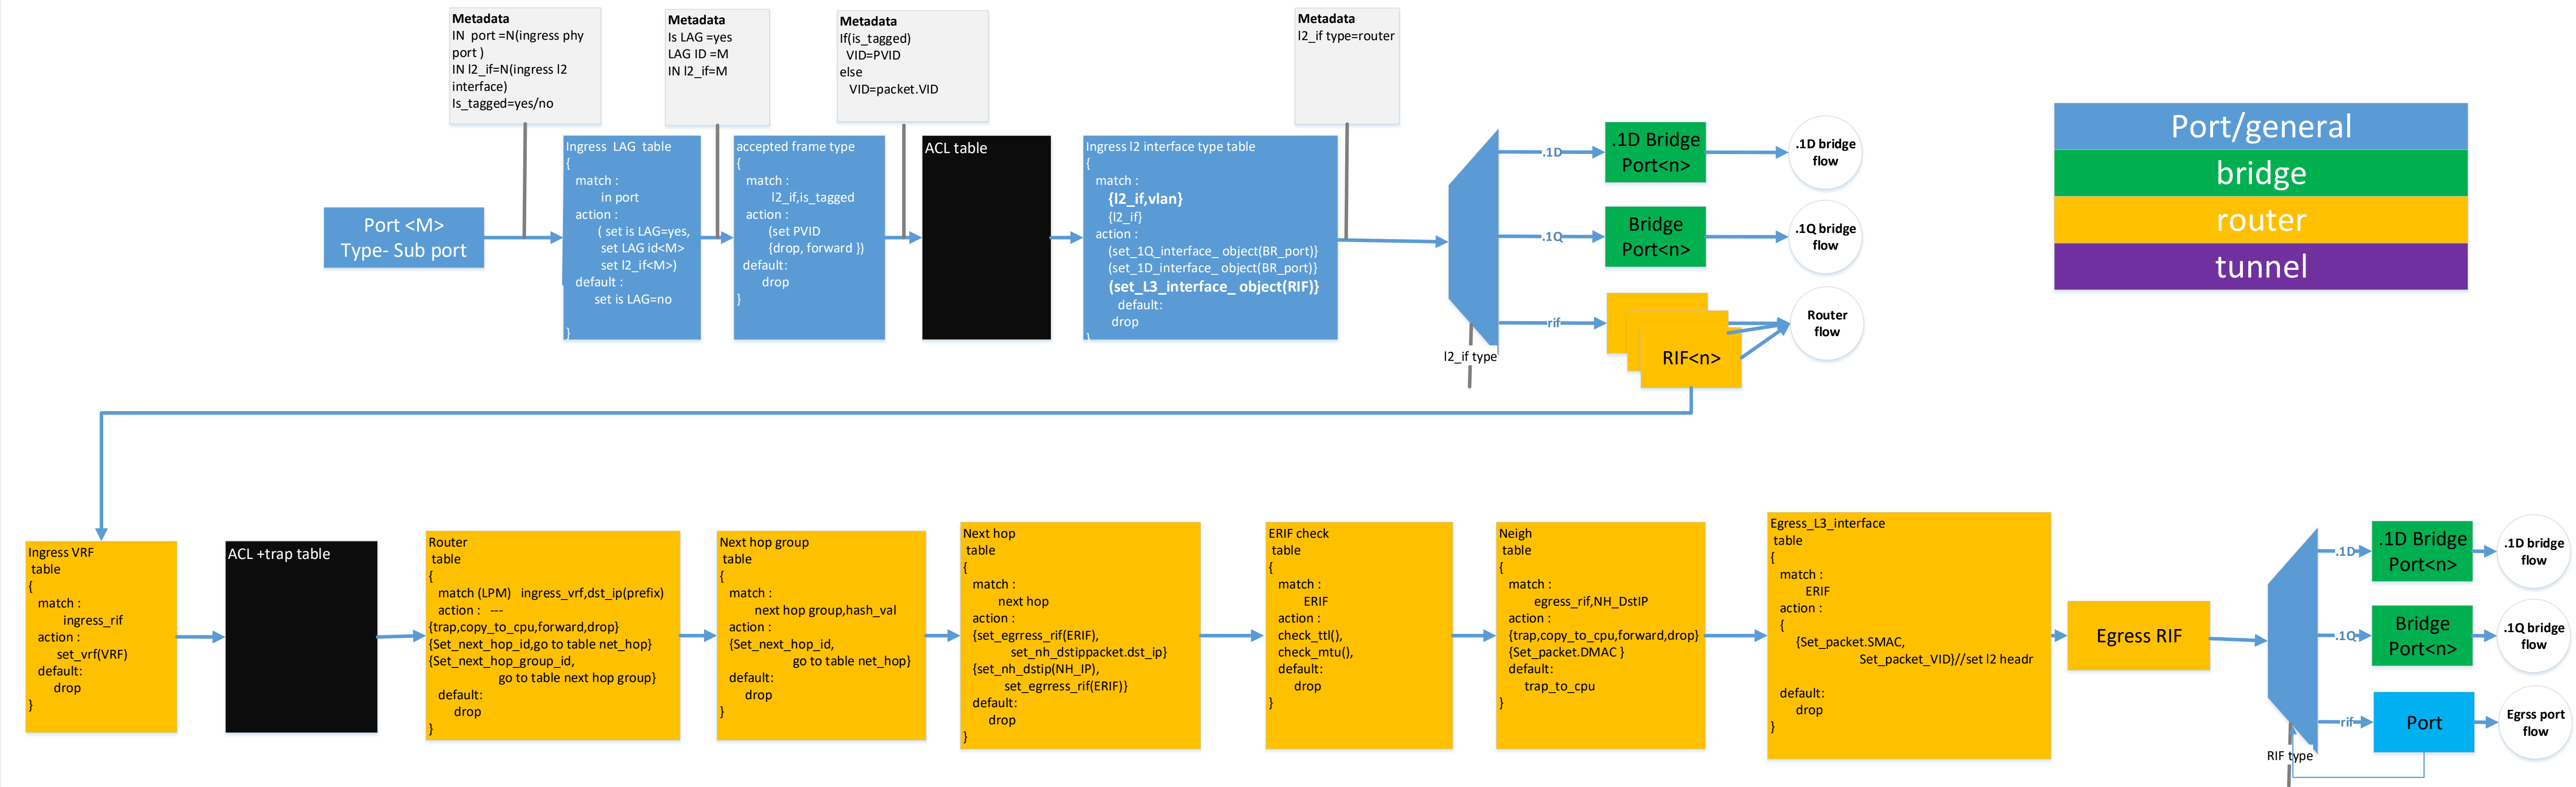 Metadata
IN  port =N(ingress phy
port )
IN l2_if=N(ingress l2
interface)
Is_tagged=yes/no
Metadata
Is LAG =yes
LAG ID =M
IN l2_if=M
Metadata
If(is_tagged)
VID=PVID
else
VID=packet.VID
Metadata
l2_if type=router
Port <M>
Type- Sub port
Ingress  LAG  table
{
match :
in port
action :
( set is LAG=yes,
set LAG id<M>
set l2_if<M>)
default :
set is LAG=no
}
accepted frame type
{
match :
l2_if,is_tagged
action :
(set PVID
{drop, forward })
default:
drop
}
ACL table
Ingress l2 interface type table
{
match :
{l2_if,vlan}
{l2_if}
action :
(set_1Q_interface_ object(BR_port)}
(set_1D_interface_ object(BR_port)}
(set_L3_interface_ object(RIF)}
default:
drop
}
l2_if type
.1D
.1D Bridge
Port<n>
.1D bridge
flow
.1Q
Bridge
Port<n>
.1Q bridge
flow
rif
RIF<n>
Router
flow
Port/general
bridge
router
tunnel
Ingress VRF
table
{
match :
ingress_rif
action :
set_vrf(VRF)
default:
drop
}
ACL +trap table
Router
table
{
match (LPM)   ingress_vrf,dst_ip(prefix)
action :   ---
{trap,copy_to_cpu,forward,drop}
{Set_next_hop_id,go to table net_hop}
{Set_next_hop_group_id,
go to table next hop group}
default:
drop
}
Next hop group
table
{
match :
next hop group,hash_val
action :
{Set_next_hop_id,
go to table net_hop}
default:
drop
}
Next hop
table
{
match :
next hop
action :
{set_egrress_rif(ERIF),
set_nh_dstippacket.dst_ip}
{set_nh_dstip(NH_IP),
set_egrress_rif(ERIF)}
default:
drop
}
ERIF check
table
{
match :
ERIF
action :
check_ttl(),
check_mtu(),
default:
drop
}
Neigh
table
{
match :
egress_rif,NH_DstIP
action :
{trap,copy_to_cpu,forward,drop}
{Set_packet.DMAC }
default:
trap_to_cpu
}
Egress_L3_interface
table
{
match :
ERIF
action :
{
{Set_packet.SMAC,
Set_packet_VID}//set l2 headr
default:
drop
}
Egress RIF
RIF type
.1D
.1D Bridge
Port<n>
.1D bridge
flow
.1Q
Bridge
Port<n>
.1Q bridge
flow
rif
Port
Egrss port
flow